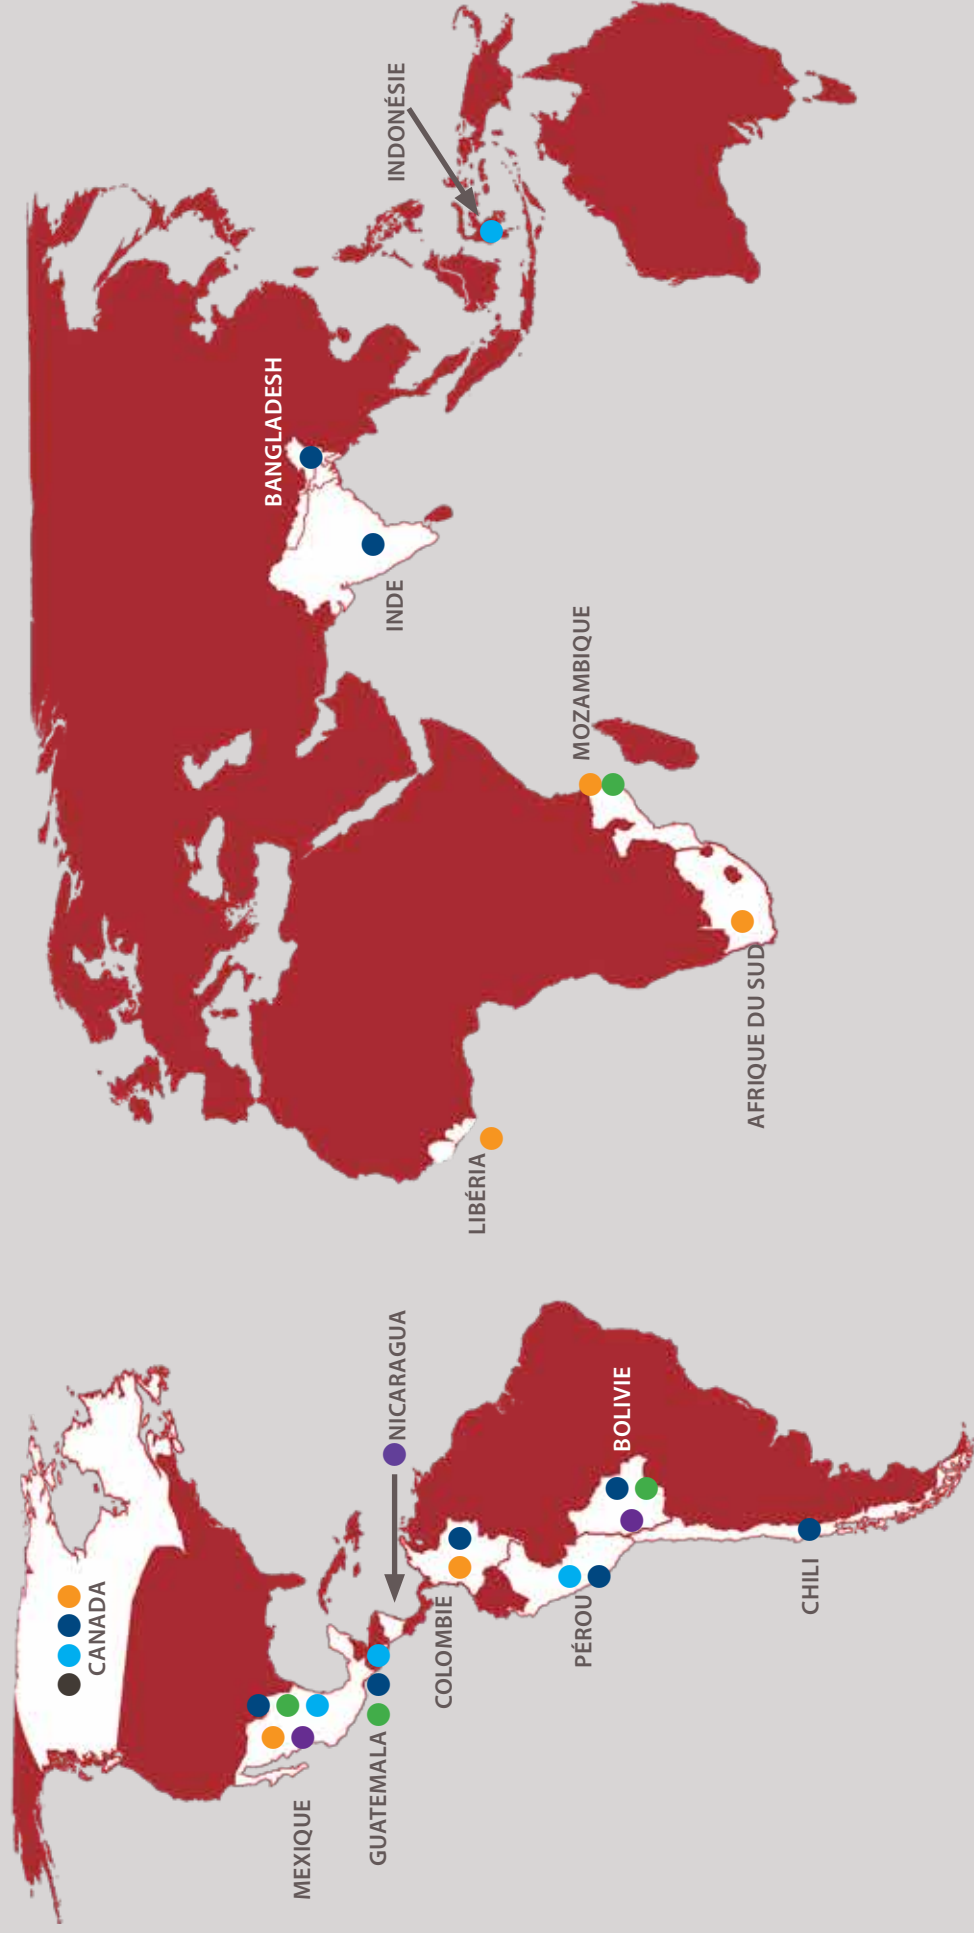 CANADA
MEXIQUE
GUATEMALA
NICARAGUA
COLOMBIE
PÉROU
BOLIVIE
CHILI
LIBÉRIA
AFRIQUE DU SUD
MOZAMBIQUE
INDE
BANGLADESH
INDONÉSIE